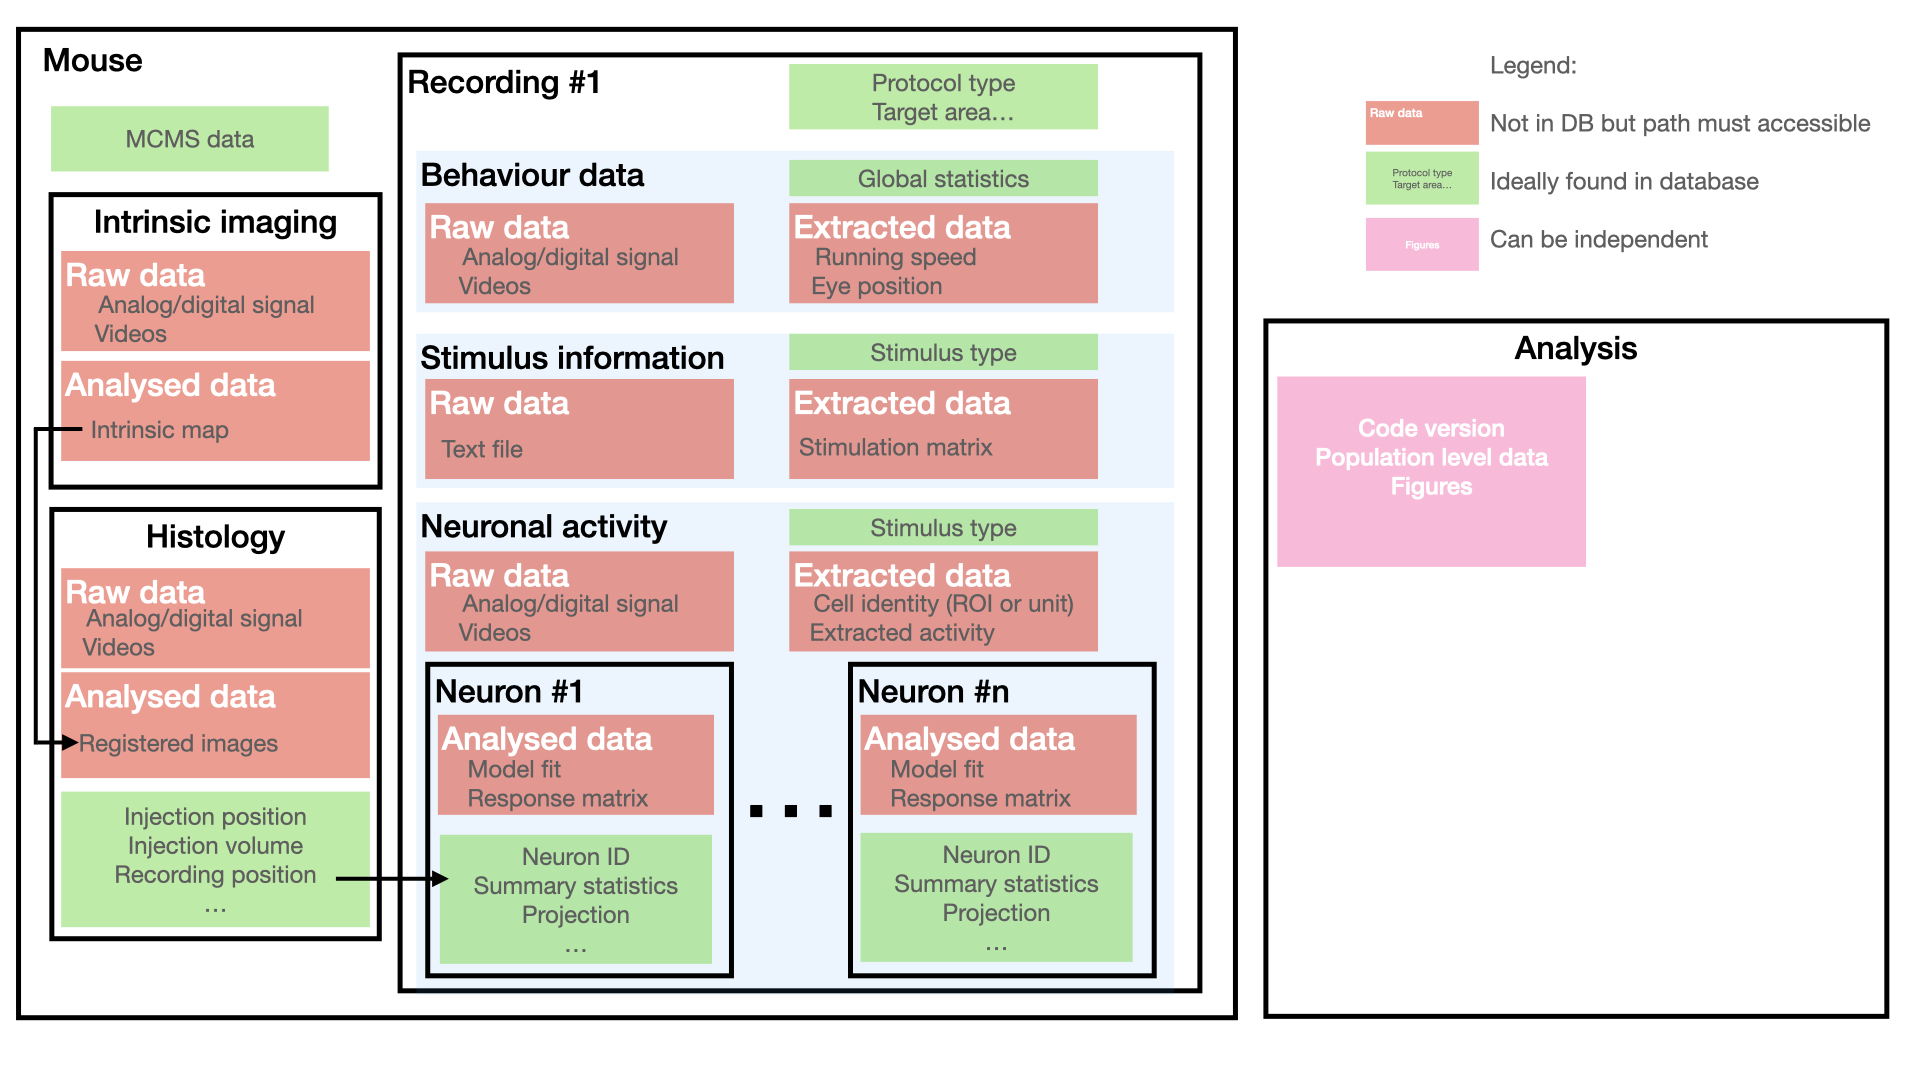 Mouse
MCMS data
Intrinsic imaging
Raw data
Analog/digital signal
Videos
Analysed data
Intrinsic map
Histology
Raw data
Analog/digital signal
Videos
Analysed data
Registered images
Injection position
Injection volume
Recording position
...
Recording #1
Protocol type
Target area...
Behaviour data
Global statistics
Raw data
Analog/digital signal
Videos
Extracted data
Running speed
Eye position
Stimulus information
Stimulus type
Raw data
Text file
Extracted data
Stimulation matrix
Neuronal activity
Stimulus type
Raw data
Analog/digital signal
Videos
Extracted data
Cell identity (ROI or unit)
Extracted activity
Neuron #1
Analysed data
Model fit
Response matrix
Neuron ID
Summary statistics
Projection
...
...
Neuron #n
Analysed data
Model fit
Response matrix
Neuron ID
Summary statistics
Projection
...
Legend:
Raw data
Not in DB but path must accessible
Protocol type
Target area...
Ideally found in database
Figures
Can be independent
Analysis
Code version
Population level data
Figures